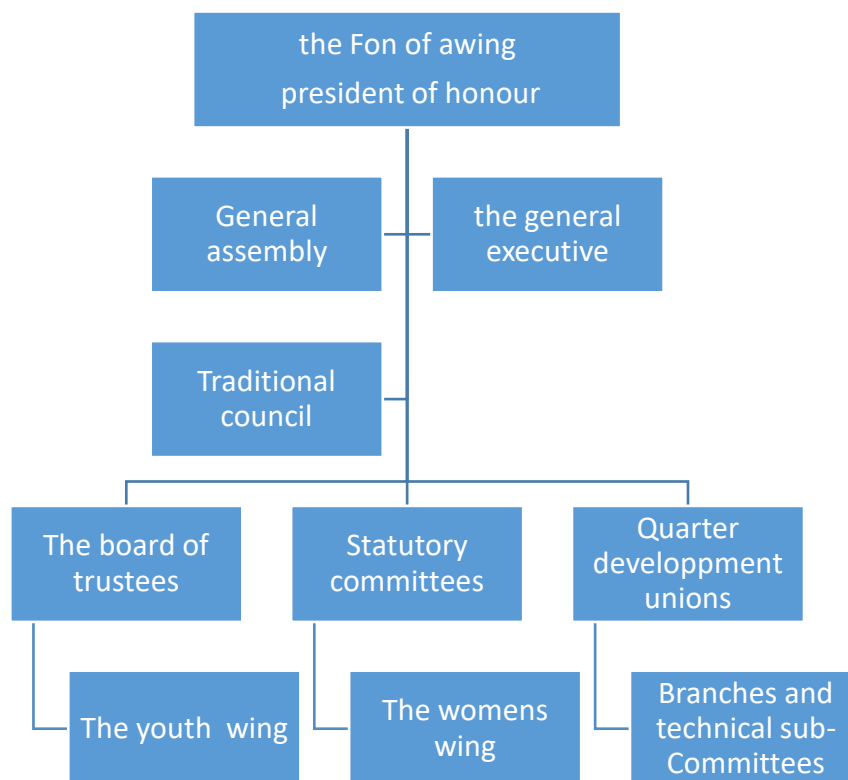 the Fon of awing
president of honour
General
assembly
the general
executive
Traditional
council
The board of
trustees
Statutory
committees
Quarter
developpment
unions
The youth  wing
The womens
wing
Branches and
technical sub-
Committees